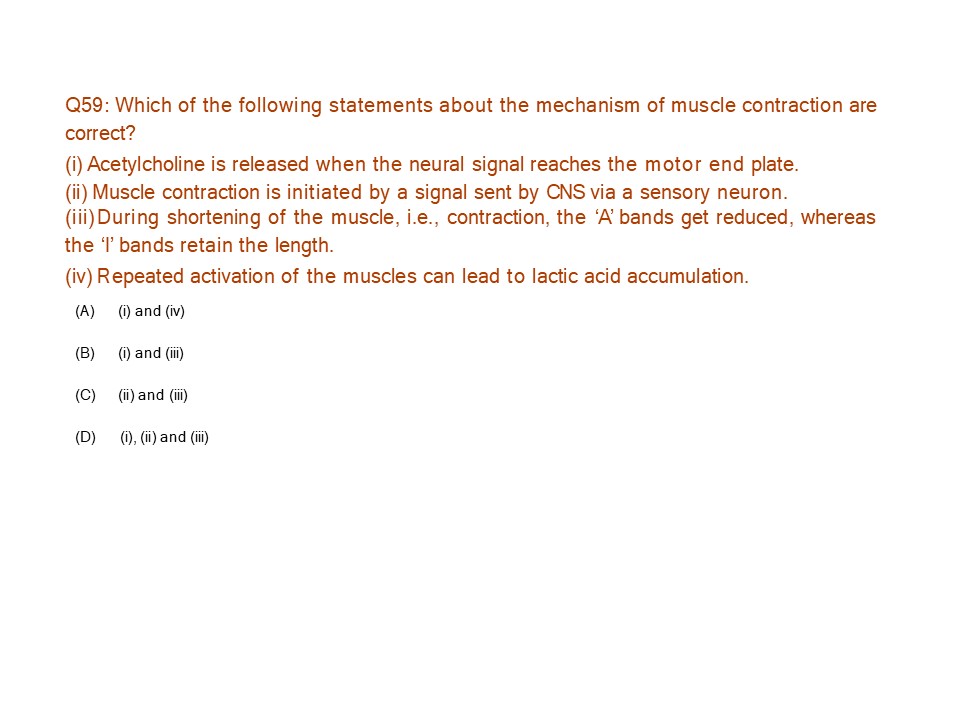 Q59: Which of the following statements about the mechanism of muscle contraction are
correct?
(i) Acetylcholine is released when the neural signal reaches the motor end plate.
(ii) Muscle contraction is initiated by a signal sent by CNS via a sensory neuron.
(iii) During shortening of the muscle, i.e., contraction, the ‘A’ bands get reduced, whereas
the ‘I’ bands retain the length.
(iv) Repeated activation of the muscles can lead to lactic acid accumulation.
(A) (i) and (iv)
(B) (i) and (iii)
(C) (ii) and (iii)
(D) (i), (ii) and (iii)